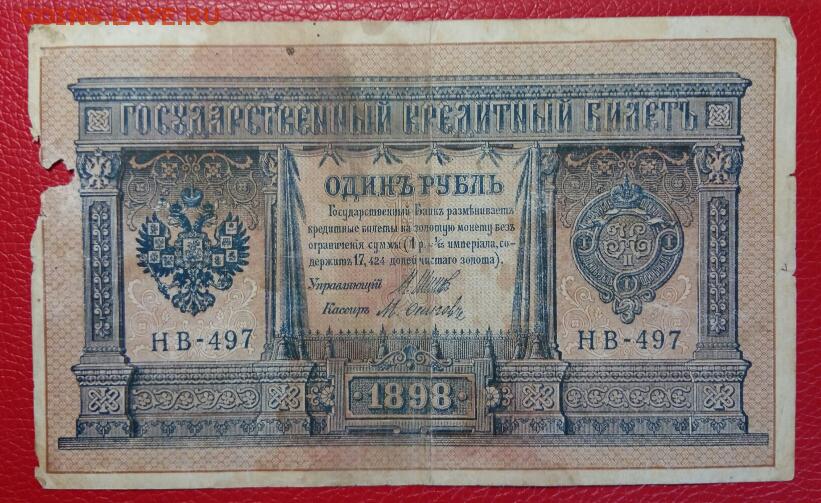 COINS.LAVE.RU
ГОСУДАРСТВЕННЫЙ КРЕДИТНЫЙ БИЛЕТЪ
ОДИНЪ РУБЛЬ
Государственный Банкъ размѣниваетъ
кредитные билеты на золотую монету безъ
ограниченія суммы (1 р. = 1/15 имперіала, со-
держитъ 17,424 долей чистаго золота).
Управляющій
Кассиръ
НВ-497
НВ-497
1898